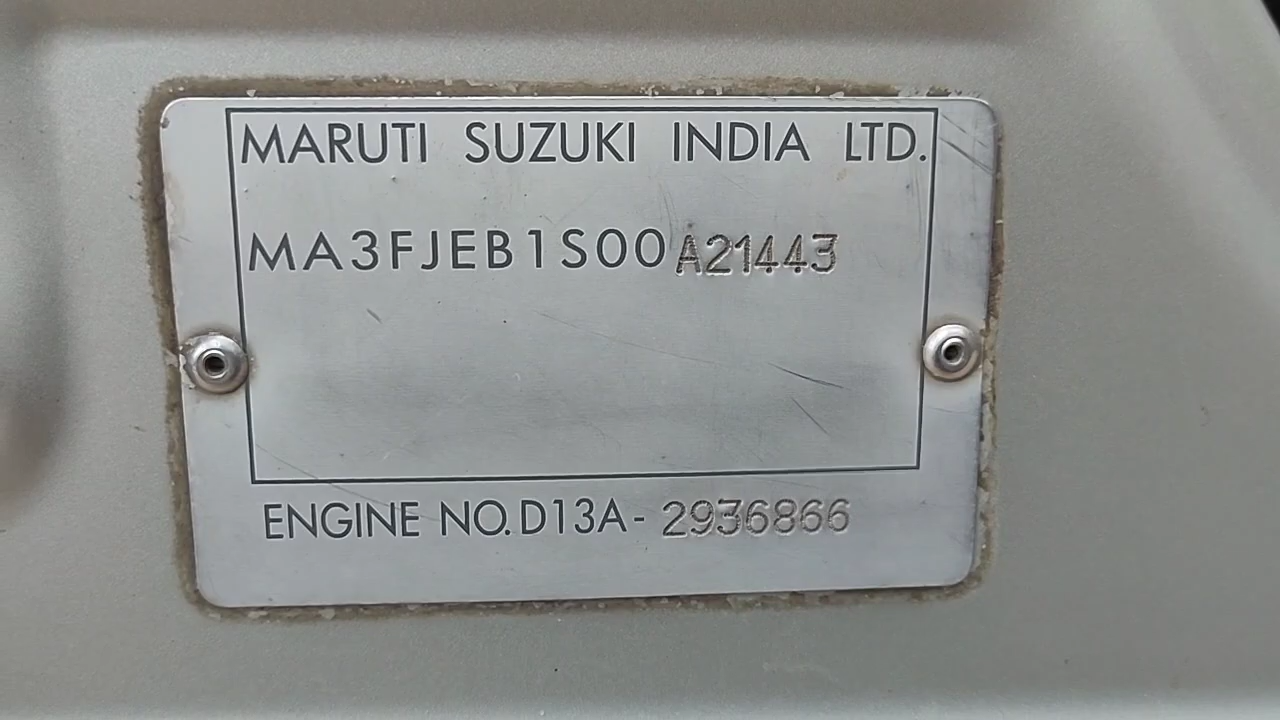 MARUTI SUZUKI INDIA LTD.
MA3FJEB1S00A21443
ENGINE NO. D13A- 2936866